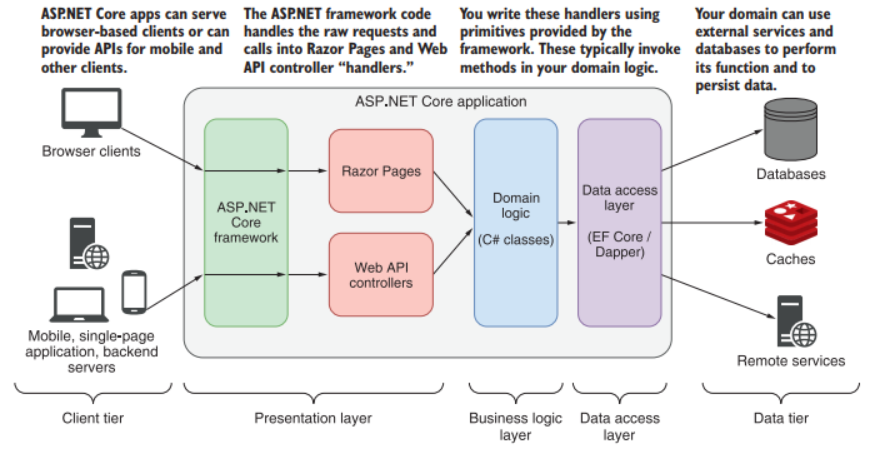 ASP.NET Core apps can serve
browser-based clients or can
provide APIs for mobile and
other clients.
The ASP.NET framework code
handles the raw requests and
calls into Razor Pages and Web
API controller “handlers.”
You write these handlers using
primitives provided by the
framework. These typically invoke
methods in your domain logic.
Your domain can use
external services and
databases to perform
its function and to
persist data.
ASP.NET Core application
Browser clients
Mobile, single-page
application, backend
servers
ASP.NET
Core
framework
Razor Pages
Web API
controllers
Domain
logic
(C# classes)
Data access
layer
(EF Core /
Dapper)
Databases
Caches
Remote services
Client tier
Presentation layer
Business logic
layer
Data access
layer
Data tier